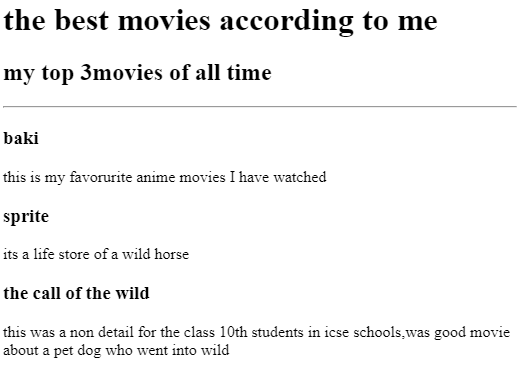 the best movies according to me
my top 3movies of all time
baki
this is my favorurite anime movies I have watched
sprite
its a life store of a wild horse
the call of the wild
this was a non detail for the class 10th students in icse schools,was good movie
about a pet dog who went into wild